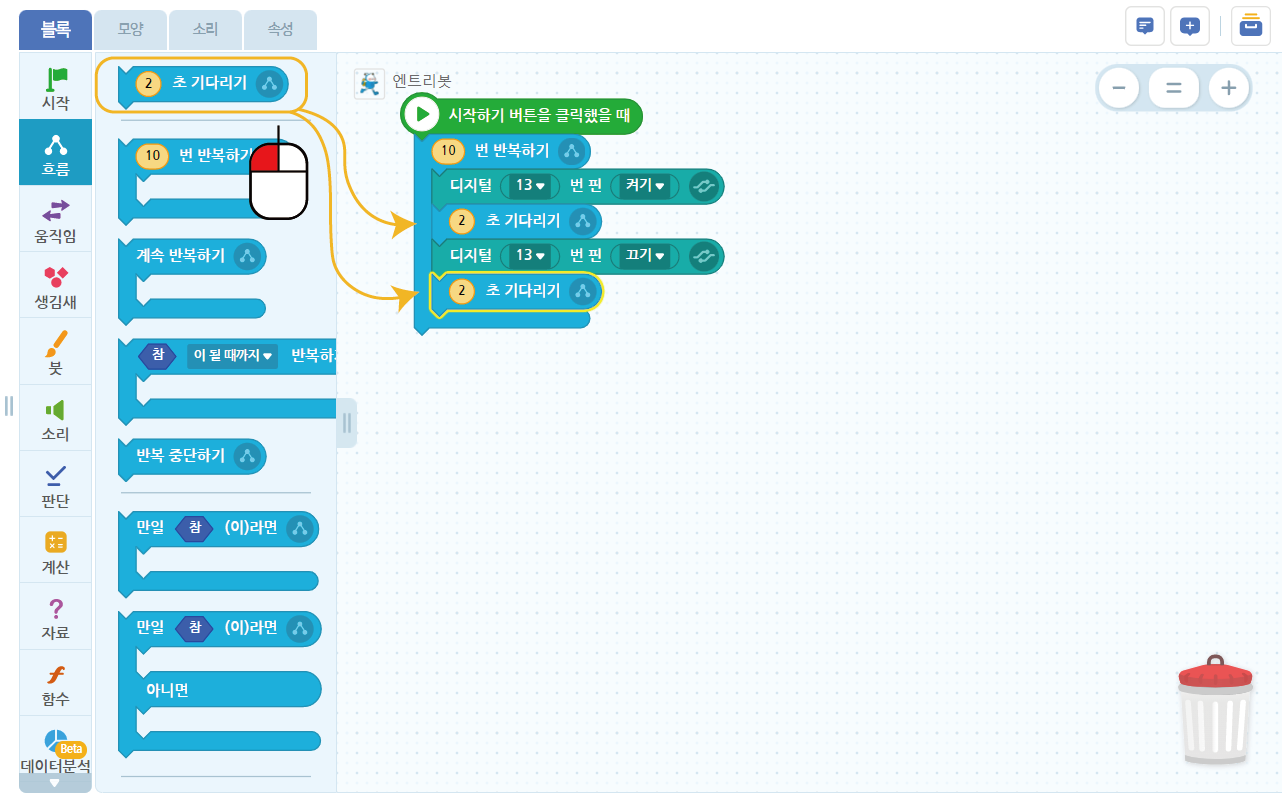 블록
모양
소리
속성
시작
흐름
움직임
생김새
붓
소리
판단
계산
자료
함수
Beta
데이터분석
2 초 기다리기
10 번 반복하기
계속 반복하기
참 이 될 때까지 ▼ 반복하
반복 중단하기
만일 참 (이)라면
만일 참 (이)라면
아니면
엔트리봇
시작하기 버튼을 클릭했을 때
10 번 반복하기
디지털 13 ▼ 번 핀 켜기 ▼
2 초 기다리기
디지털 13 ▼ 번 핀 끄기 ▼
2 초 기다리기